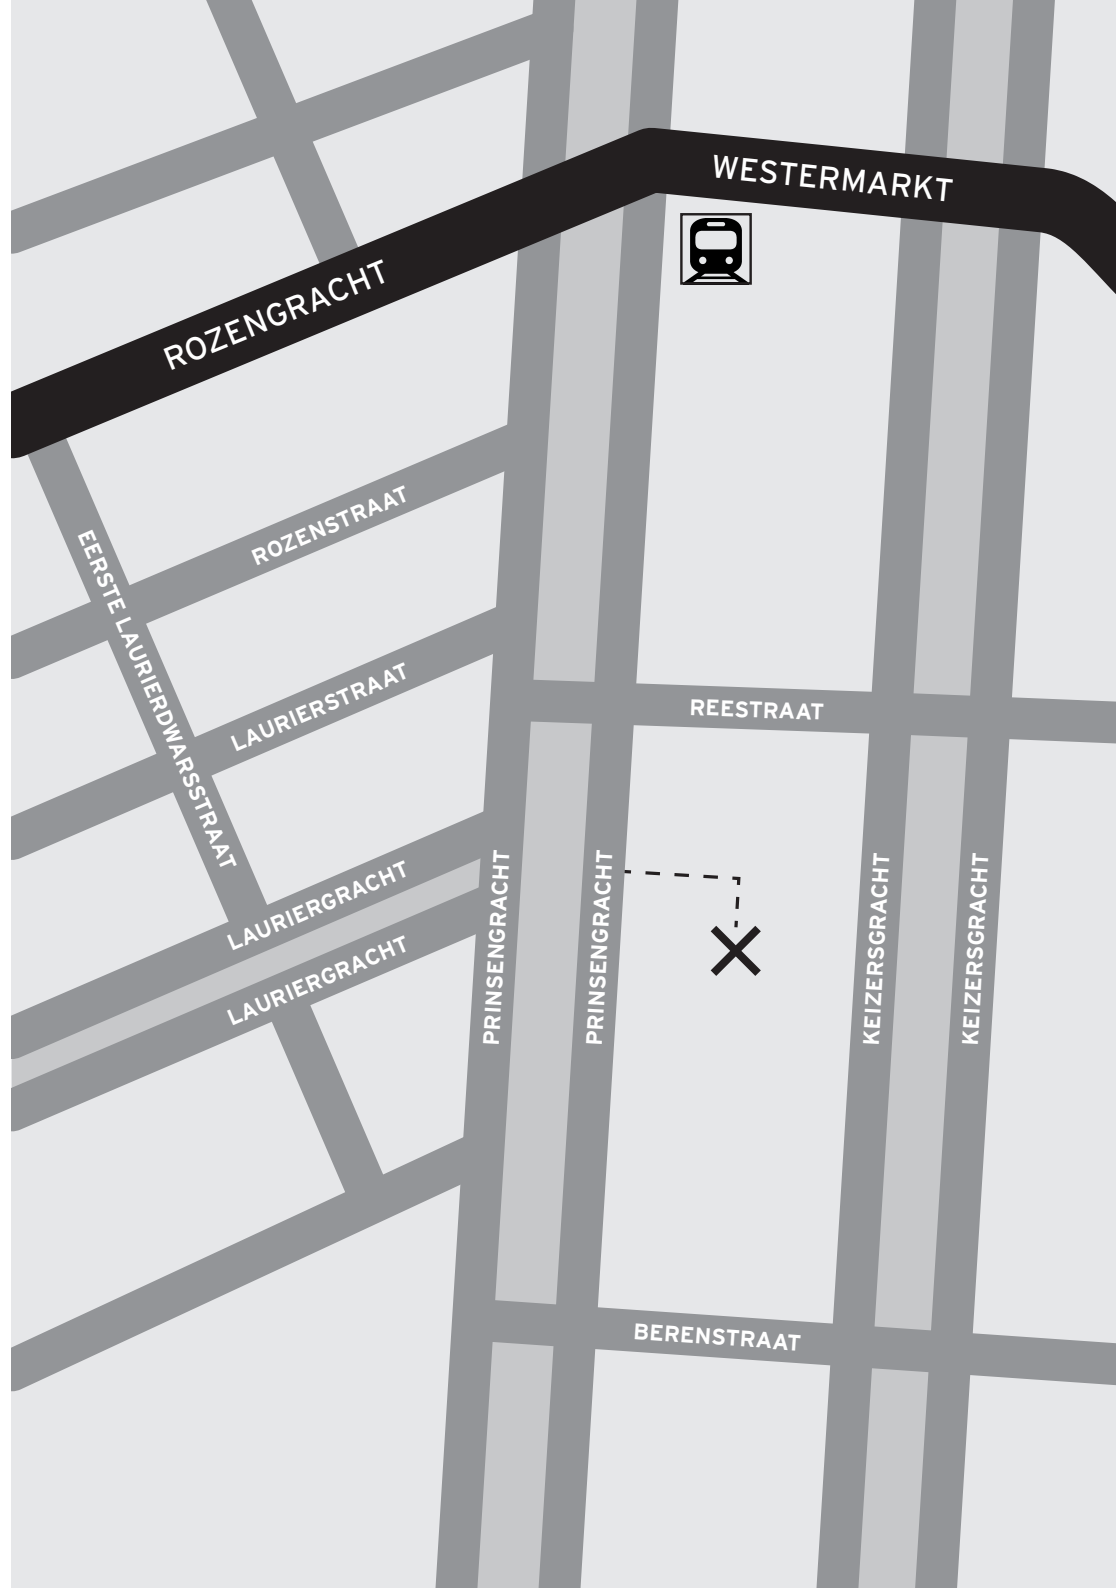 WESTERMARKT
ROZENGRACHT
ROZENSTRAAT
EERSTE LAURIERDWARSSTRAAT
LAURIERSTRAAT
REESTRAAT
LAURIERGRACHT
LAURIERGRACHT
PRINSENGRACHT
PRINSENGRACHT
KEIZERSGRACHT
KEIZERSGRACHT
BERENSTRAAT